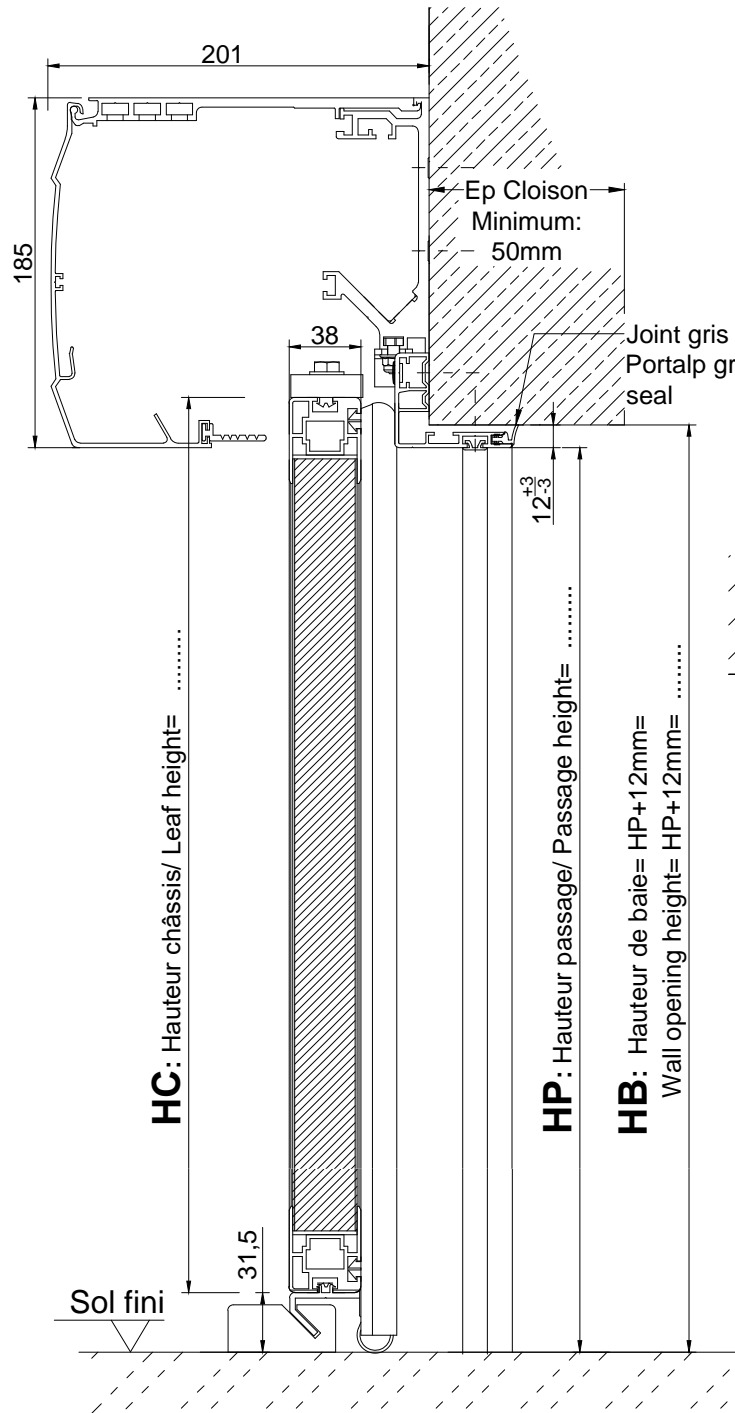 201
Ep Cloison
Minimum:
50mm
185
38
Joint gris
Portalp gr
seal
12 +3 -3
HC: Hauteur châssis/ Leaf height= ..........
HP: Hauteur passage/ Passage height= ..........
HB: Hauteur de baie= HP+12mm=
Wall opening height= HP+12mm= ........
31,5
Sol fini